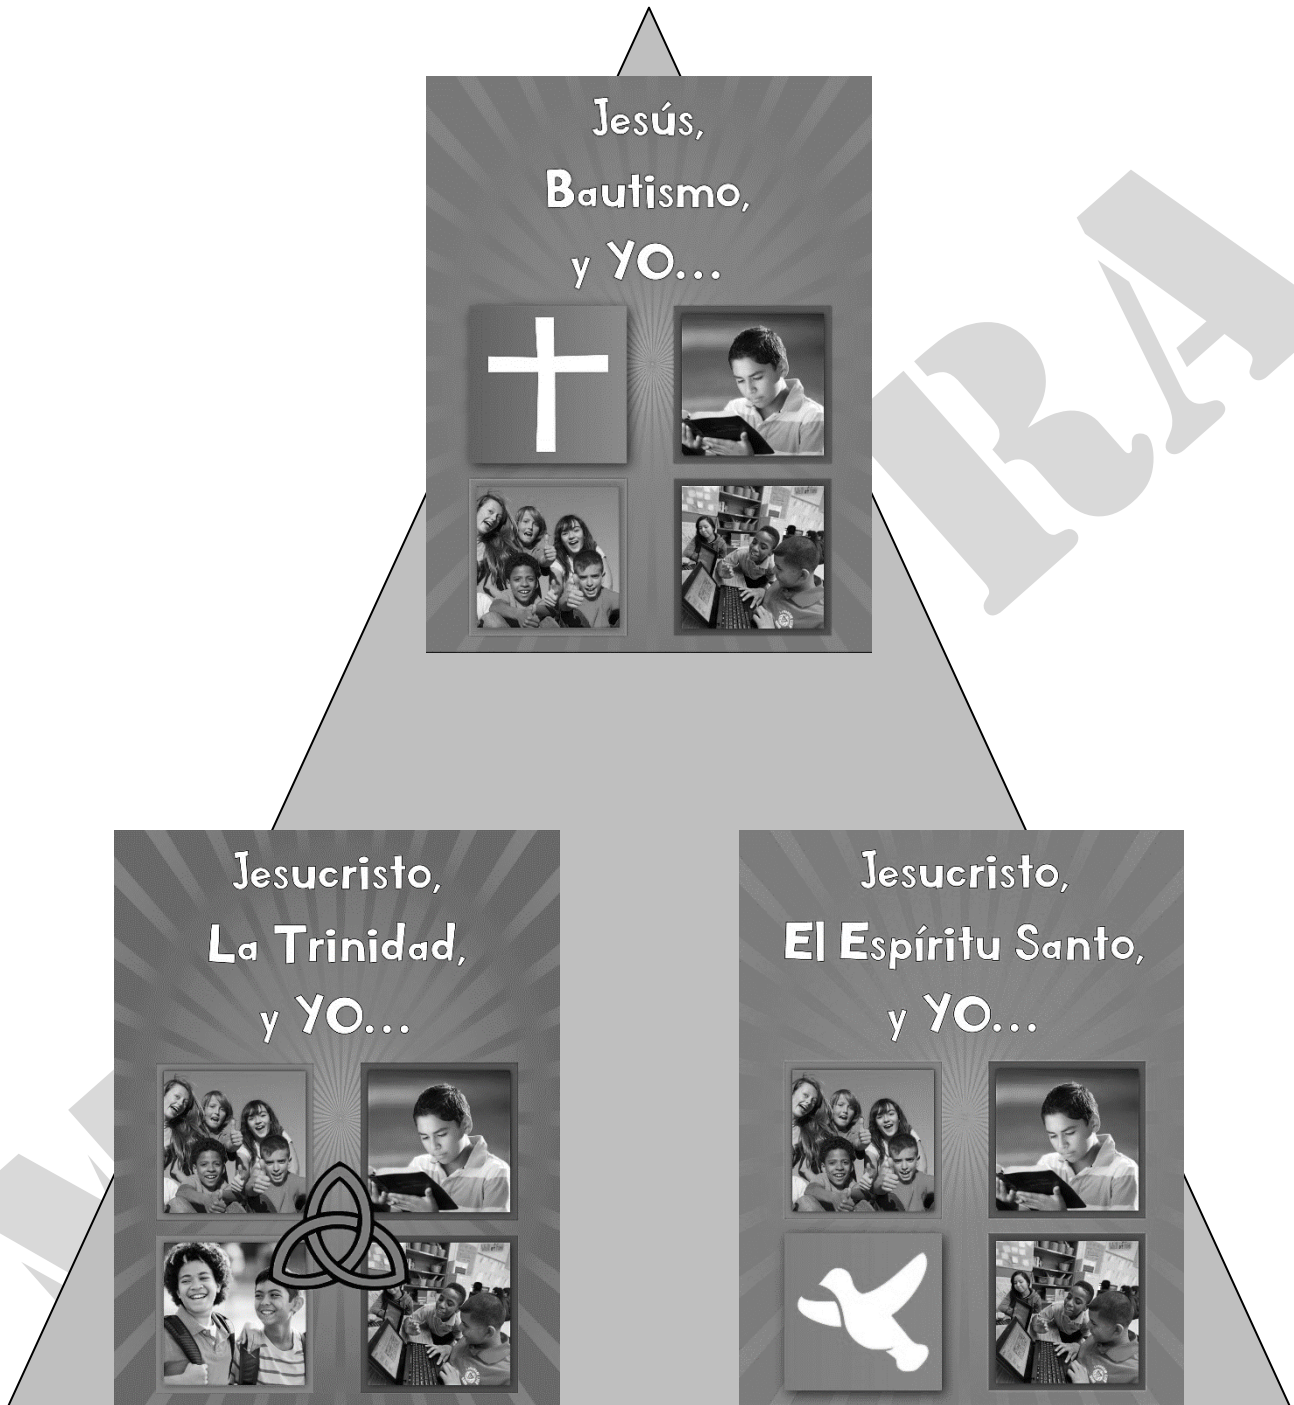 Jesús,
Bautismo,
y YO...
Jesucristo,
La Trinidad,
y YO...
Jesucristo,
El Espíritu Santo,
y YO...